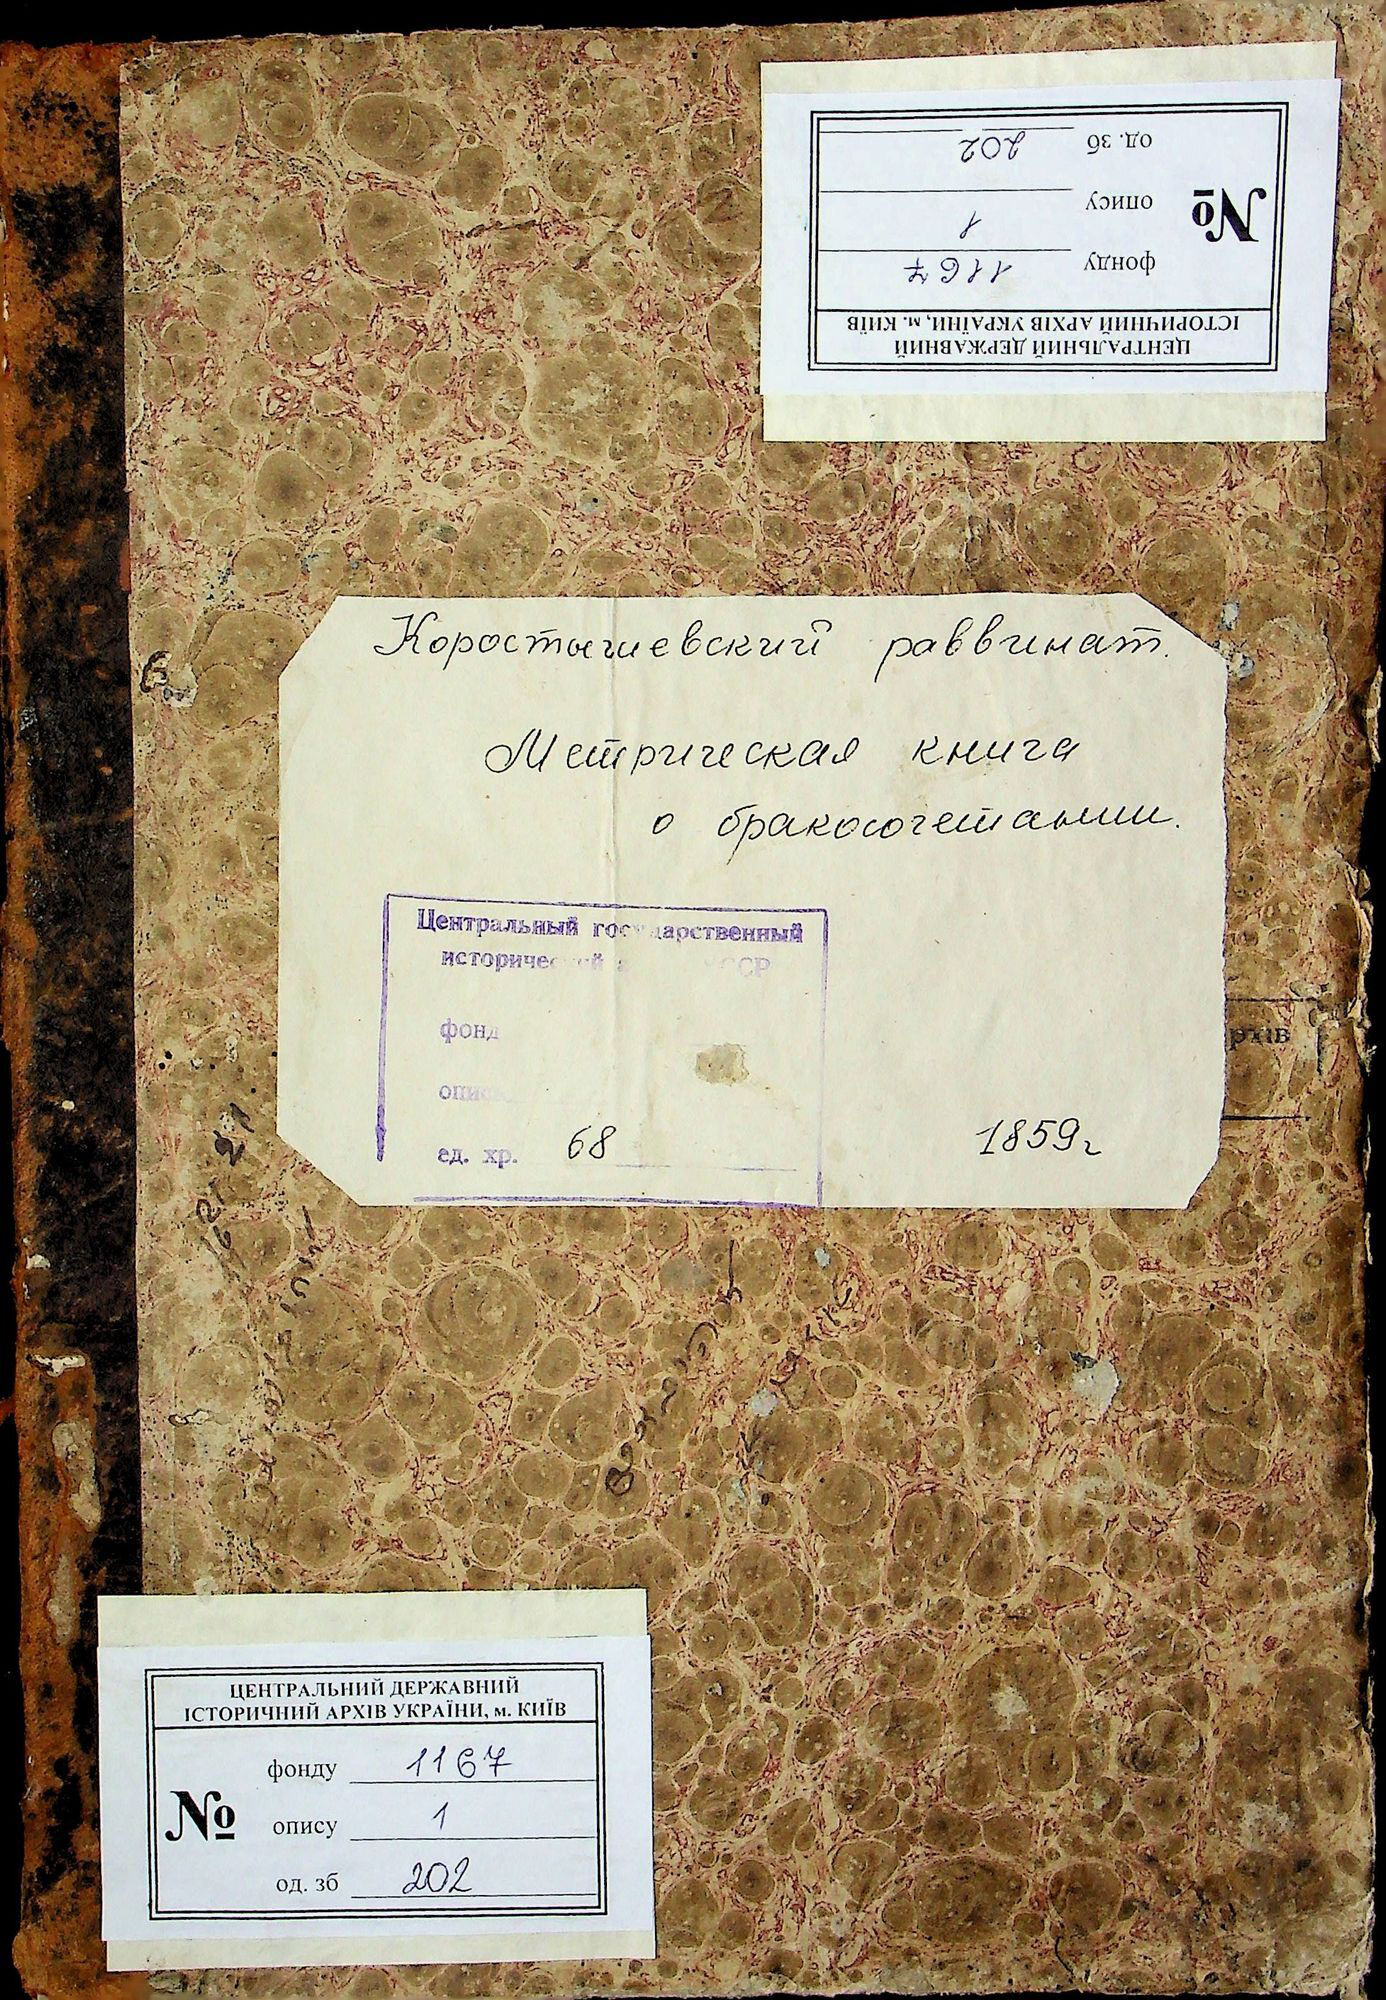 ЦЕНТРАЛЬНИЙ ДЕРЖАВНИЙ
ІСТОРИЧНИЙ АРХІВ УКРАЇНИ, м. КИЇВ
№
фонду 1167
опису 1
од. зб 202
Коростышевский раввинат.
Метрическая книга
о бракосочетании.
Центральный государственный
фонд
ед. хр. 68
1859г
ЦЕНТРАЛЬНИЙ ДЕРЖАВНИЙ
ІСТОРИЧНИЙ АРХІВ УКРАЇНИ, м. КИЇВ
№
фонду 1167
опису 1
од. зб 202